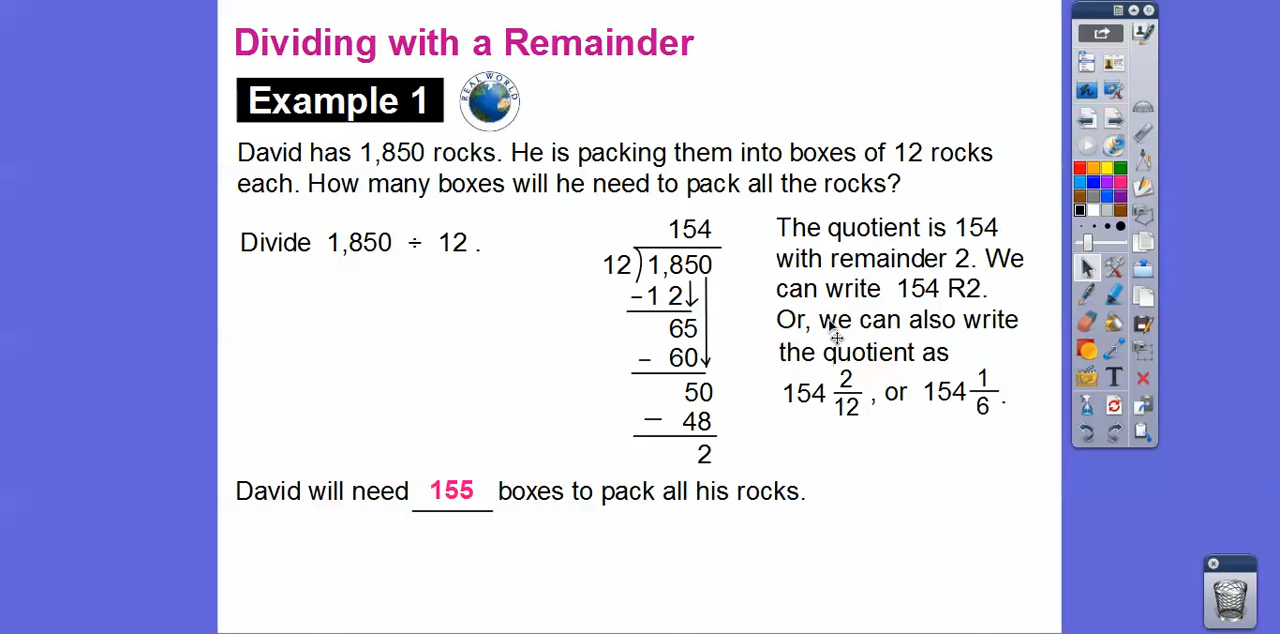 Dividing with a Remainder
Example 1
REAL WORLD
David has 1,850 rocks. He is packing them into boxes of 12 rocks
each. How many boxes will he need to pack all the rocks?
Divide 1,850 ÷ 12 .
154
12)1,850
−1 2
65
− 60
50
− 48
2
The quotient is 154
with remainder 2. We
can write 154 R2.
Or, we can also write
the quotient as
154 2/12 , or 154 1/6 .
David will need 155 boxes to pack all his rocks.